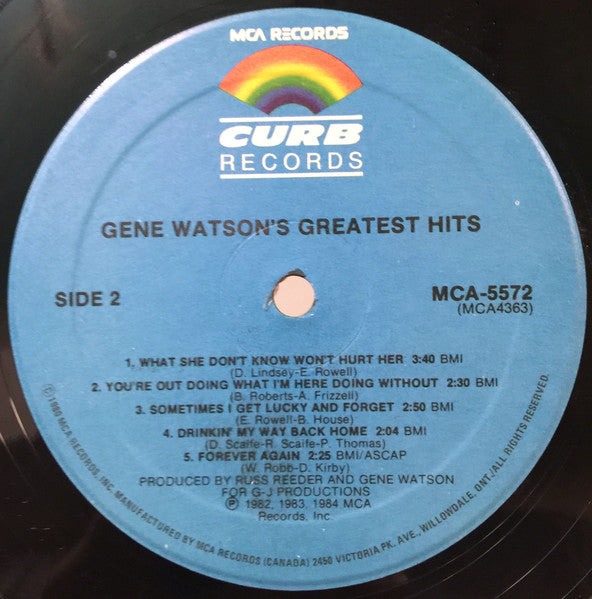 MCA RECORDS
CURB
RECORDS
GENE WATSON'S GREATEST HITS
SIDE 2
MCA-5572
(MCA4363)
1. WHAT SHE DON'T KNOW WON'T HURT HER 3:40 BMI
(D. Lindsey-E. Rowell)
2. YOU'RE OUT DOING WHAT I'M HERE DOING WITHOUT 2:30 BMI
(B. Roberts-A. Frizzell)
3. SOMETIMES I GET LUCKY AND FORGET 2:50 BMI
(E. Rowell-B. House)
4. DRINKIN' MY WAY BACK HOME 2:04 BMI
(D. Scaife-R. Scaife-P. Thomas)
5. FOREVER AGAIN 2:25 BMI/ASCAP
(W. Robb-D. Kirby)
PRODUCED BY RUSS REEDER AND GENE WATSON
FOR G-J PRODUCTIONS
℗ 1982, 1983, 1984 MCA
Records, Inc.
©1980 MCA RECORDS, INC. MANUFACTURED BY MCA RECORDS (CANADA) 2450 VICTORIA PK. AVE., WILLOWDALE, ONT./ALL RIGHTS RESERVED.